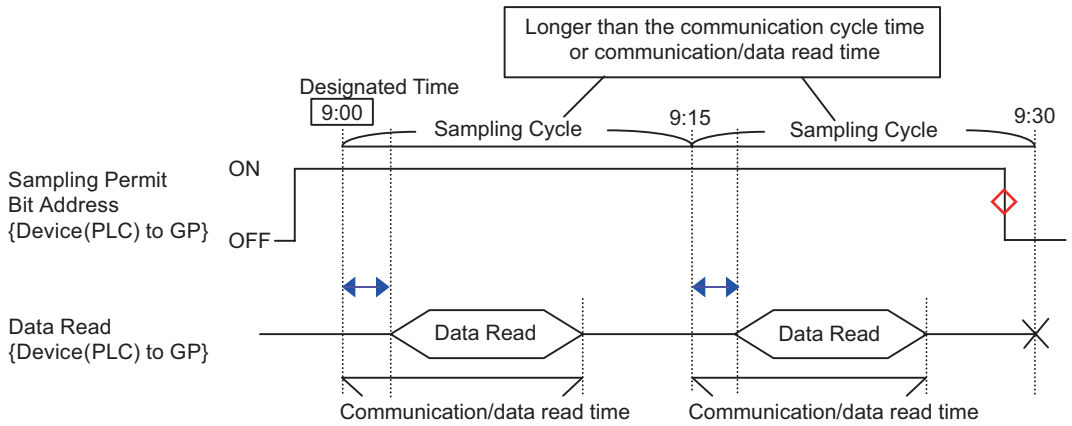 Longer than the communication cycle time
or communication/data read time
Designated Time
9:00
9:15
9:30
Sampling Cycle
Sampling Cycle
Sampling Permit
Bit Address
{Device(PLC) to GP}
ON
OFF
Data Read
{Device(PLC) to GP}
Data Read
Data Read
Communication/data read time
Communication/data read time